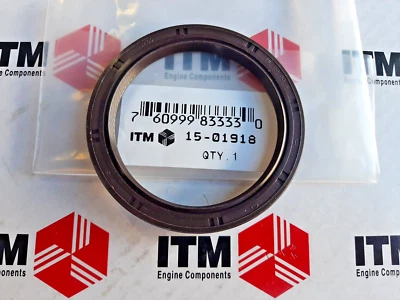 ITM
Engine Components
ITM
Engine Components
7 60999 83333 0
ITM 15-01918
QTY.1
ITM
Engine Components
ITM
Engine Components
ITM
Engine Components